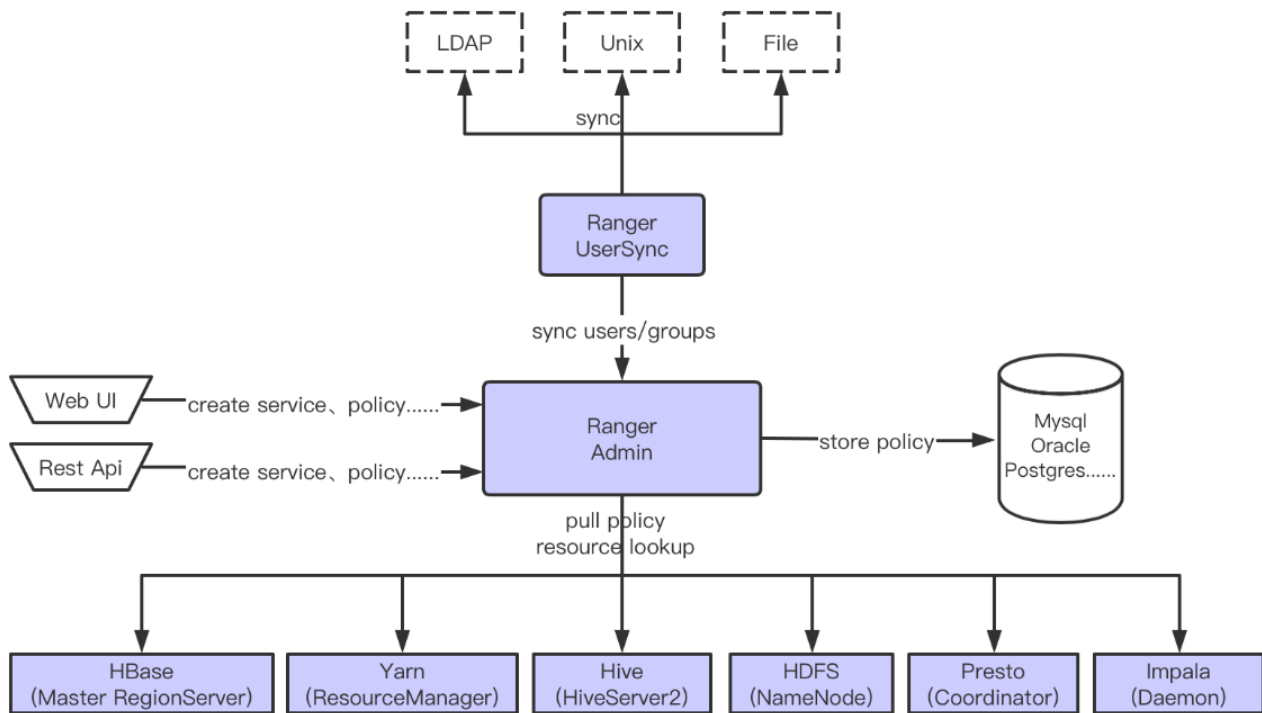 LDAP
Unix
File
sync
Ranger
UserSync
sync users/groups
Web UI
create service、policy......
Rest Api
create service、policy......
Ranger
Admin
store policy
Mysql
Oracle
Postgres......
pull policy
resource lookup
HBase
(Master RegionServer)
Yarn
(ResourceManager)
Hive
(HiveServer2)
HDFS
(NameNode)
Presto
(Coordinator)
Impala
(Daemon)